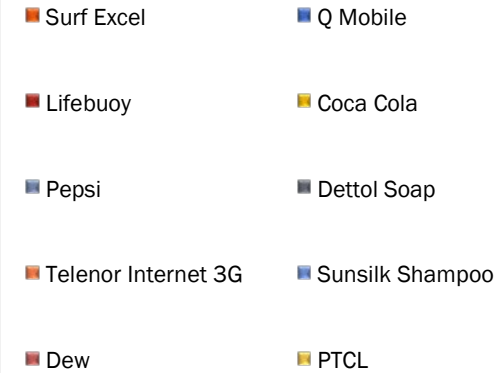 Surf Excel
Q Mobile
Lifebuoy
Coca Cola
Pepsi
Dettol Soap
Telenor Internet 3G
Sunsilk Shampoo
Dew
PTCL